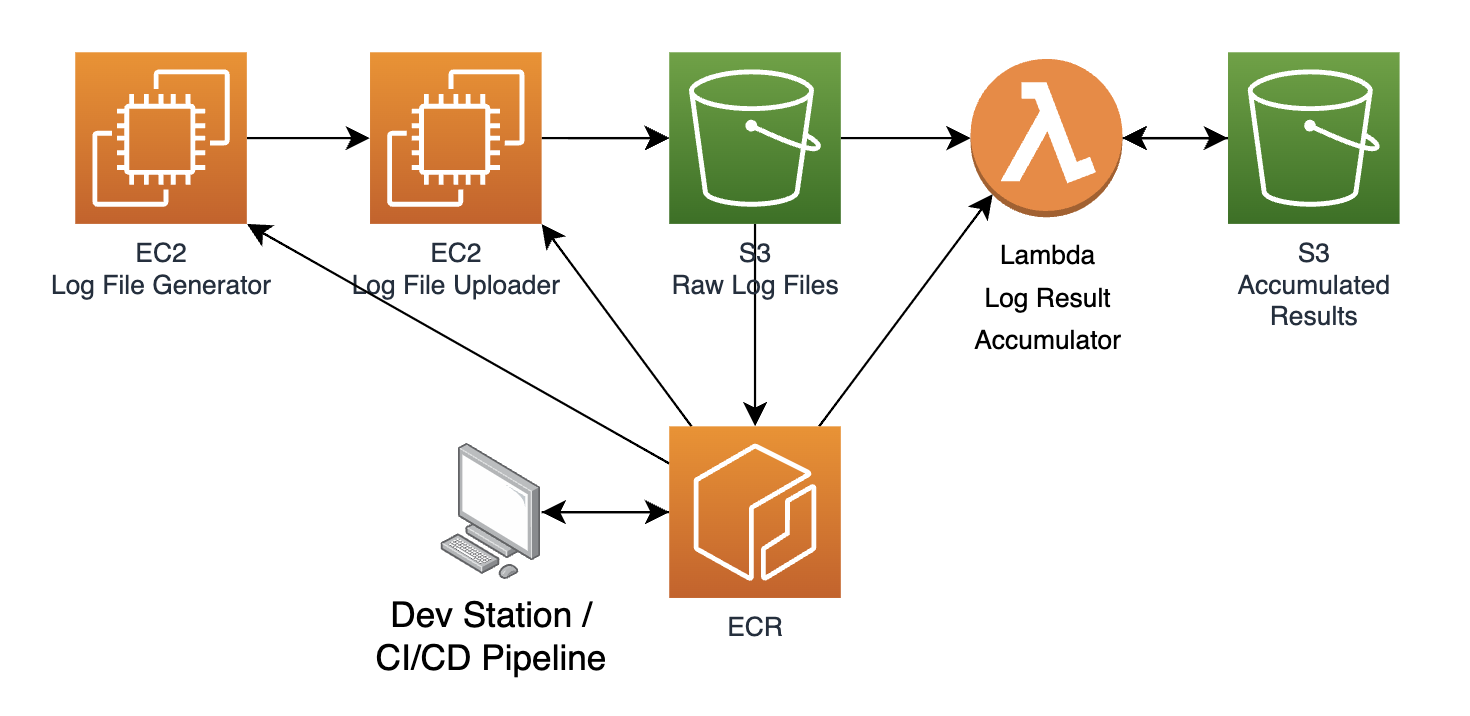 EC2
Log File Generator
EC2
Log File Uploader
S3
Raw Log Files
Lambda
Log Result
Accumulator
S3
Accumulated
Results
Dev Station /
CI/CD Pipeline
ECR